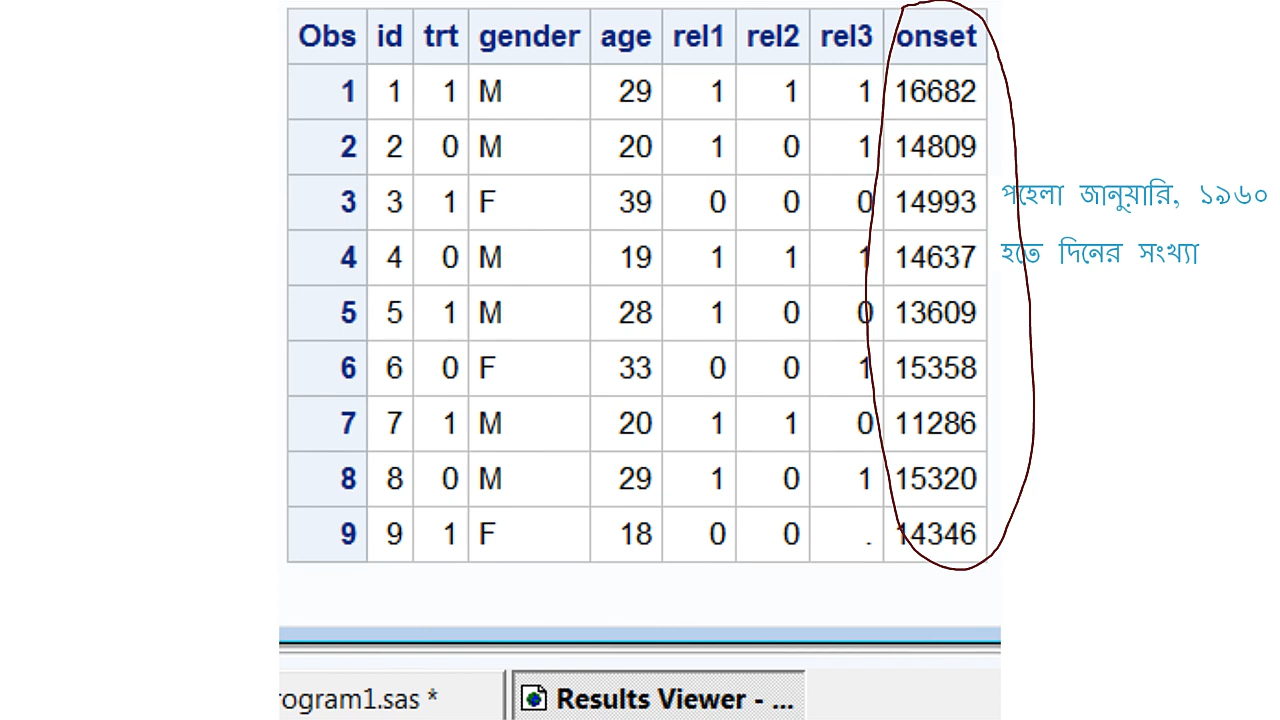 Obs id trt gender age rel1 rel2 rel3 onset
1 1 1 M 29 1 1 1 16682
2 2 0 M 20 1 0 1 14809
3 3 1 F 39 0 0 0 14993
4 4 0 M 19 1 1 1 14637
5 5 1 M 28 1 0 0 13609
6 6 0 F 33 0 0 1 15358
7 7 1 M 20 1 1 0 11286
8 8 0 M 29 1 0 1 15320
9 9 1 F 18 0 0 . 14346
পহেলা জানুয়ারি, ১৯৬০
হতে দিনের সংখ্যা
rogram1.sas * Results Viewer - ...